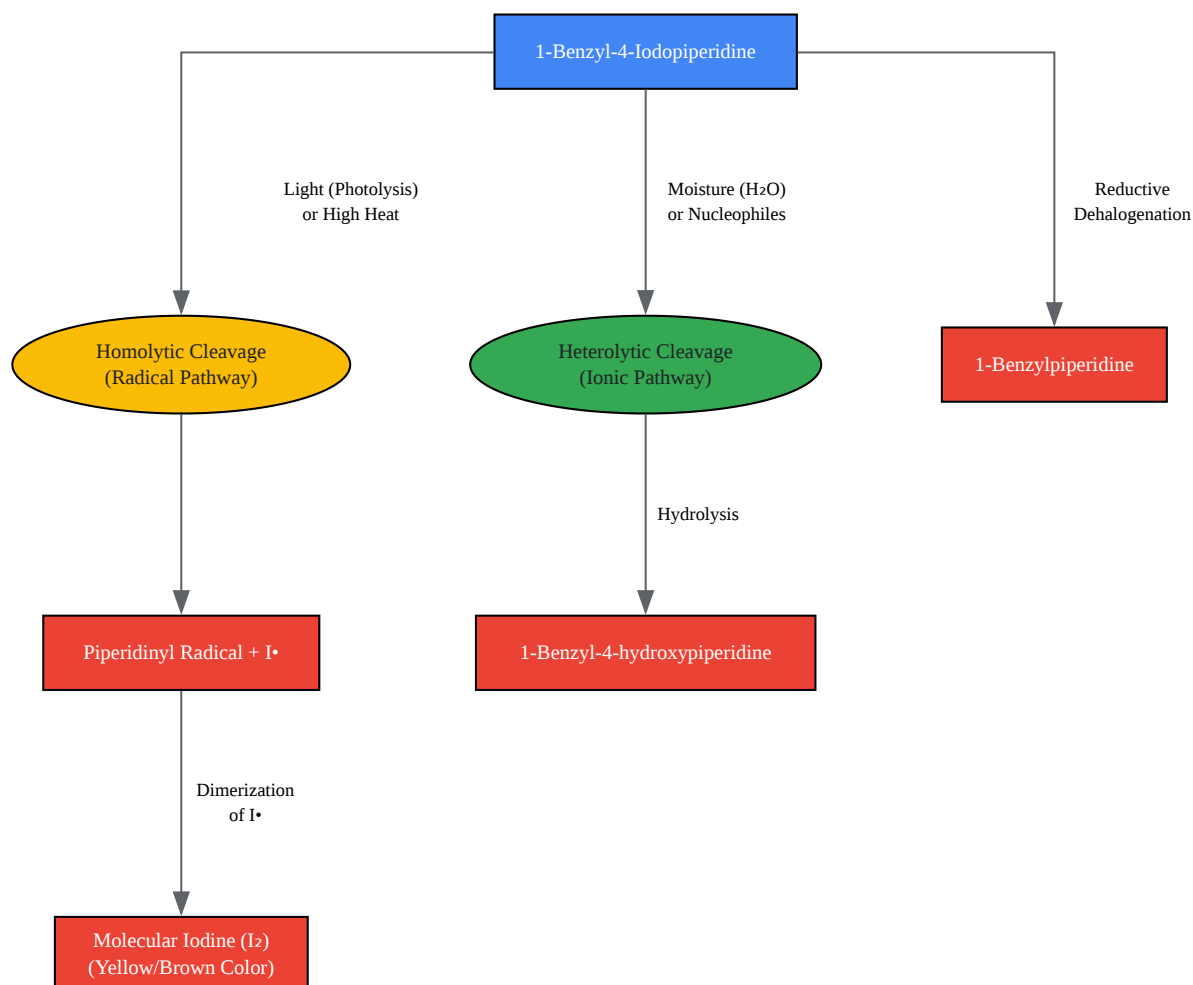 1-Benzyl-4-Iodopiperidine
Light (Photolysis)
or High Heat
Moisture (H₂O)
or Nucleophiles
Reductive
Dehalogenation
Homolytic Cleavage
(Radical Pathway)
Heterolytic Cleavage
(Ionic Pathway)
1-Benzylpiperidine
Hydrolysis
Piperidinyl Radical + I•
1-Benzyl-4-hydroxypiperidine
Dimerization
of I•
Molecular Iodine (I₂)
(Yellow/Brown Color)